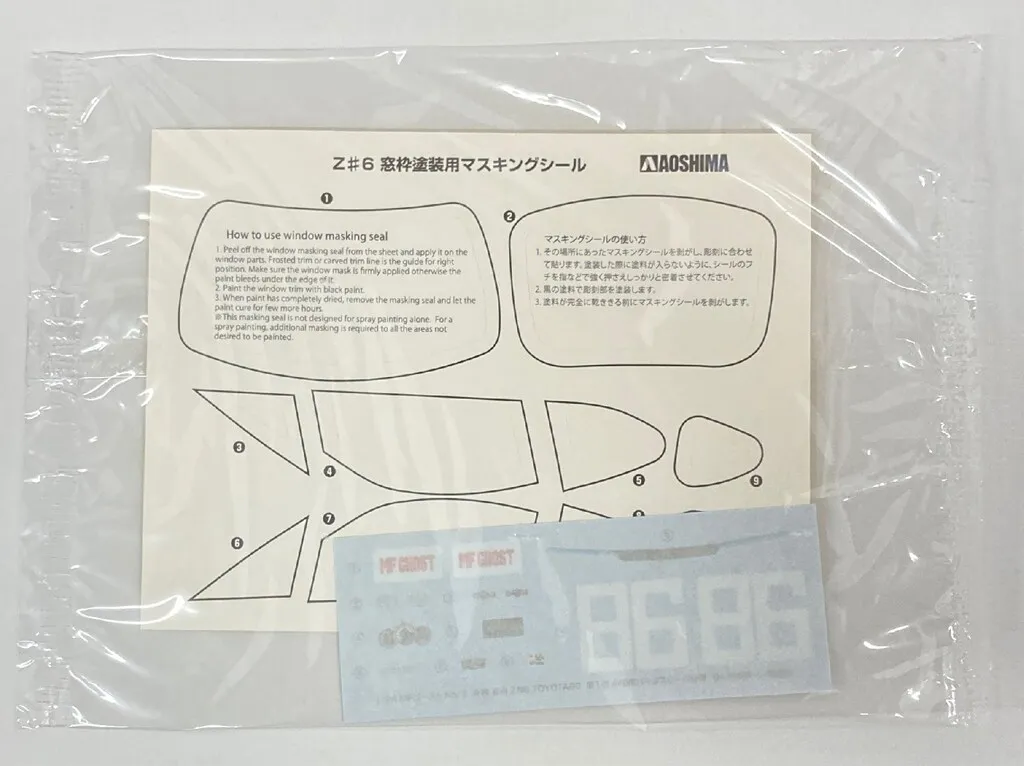 Z♯6 窓枠塗装用マスキングシール
AOSHIMA
1
How to use window masking seal
1. Peel off the window masking seal from the sheet and apply it on the
window parts. Frosted trim or carved trim line is the guide for right
position. Make sure the window mask is firmly applied otherwise the
paint bleeds under the edge of it.
2. Paint the window trim with black paint.
3. When paint has completely dried, remove the masking seal and let the
paint cure for few more hours.
※This masking seal is not designed for spray painting alone. For a
spray painting, additional masking is required to all the areas not
desired to be painted.
2
マスキングシールの使い方
1. その場所にあったマスキングシールを剥がし、彫刻に合わせ
て貼ります。塗装した際に塗料が入らないように、シールのフ
チを指などで強く押さえしっかりと密着させてください。
2. 黒の塗料で彫刻部を塗装します。
3. 塗料が完全に乾ききる前にマスキングシールを剥がします。
3
4
5
9
6
7
MF GHOST
MF GHOST
86
86